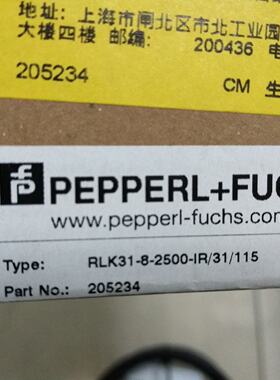 地址: 上海市闸北区市北工业园
大楼四楼 邮编:
200436 电
205234
CM 生
PEPPERL+FUC
www.pepperl-fuchs.com
Type: RLK31-8-2500-IR/31/115
Part No.: 205234